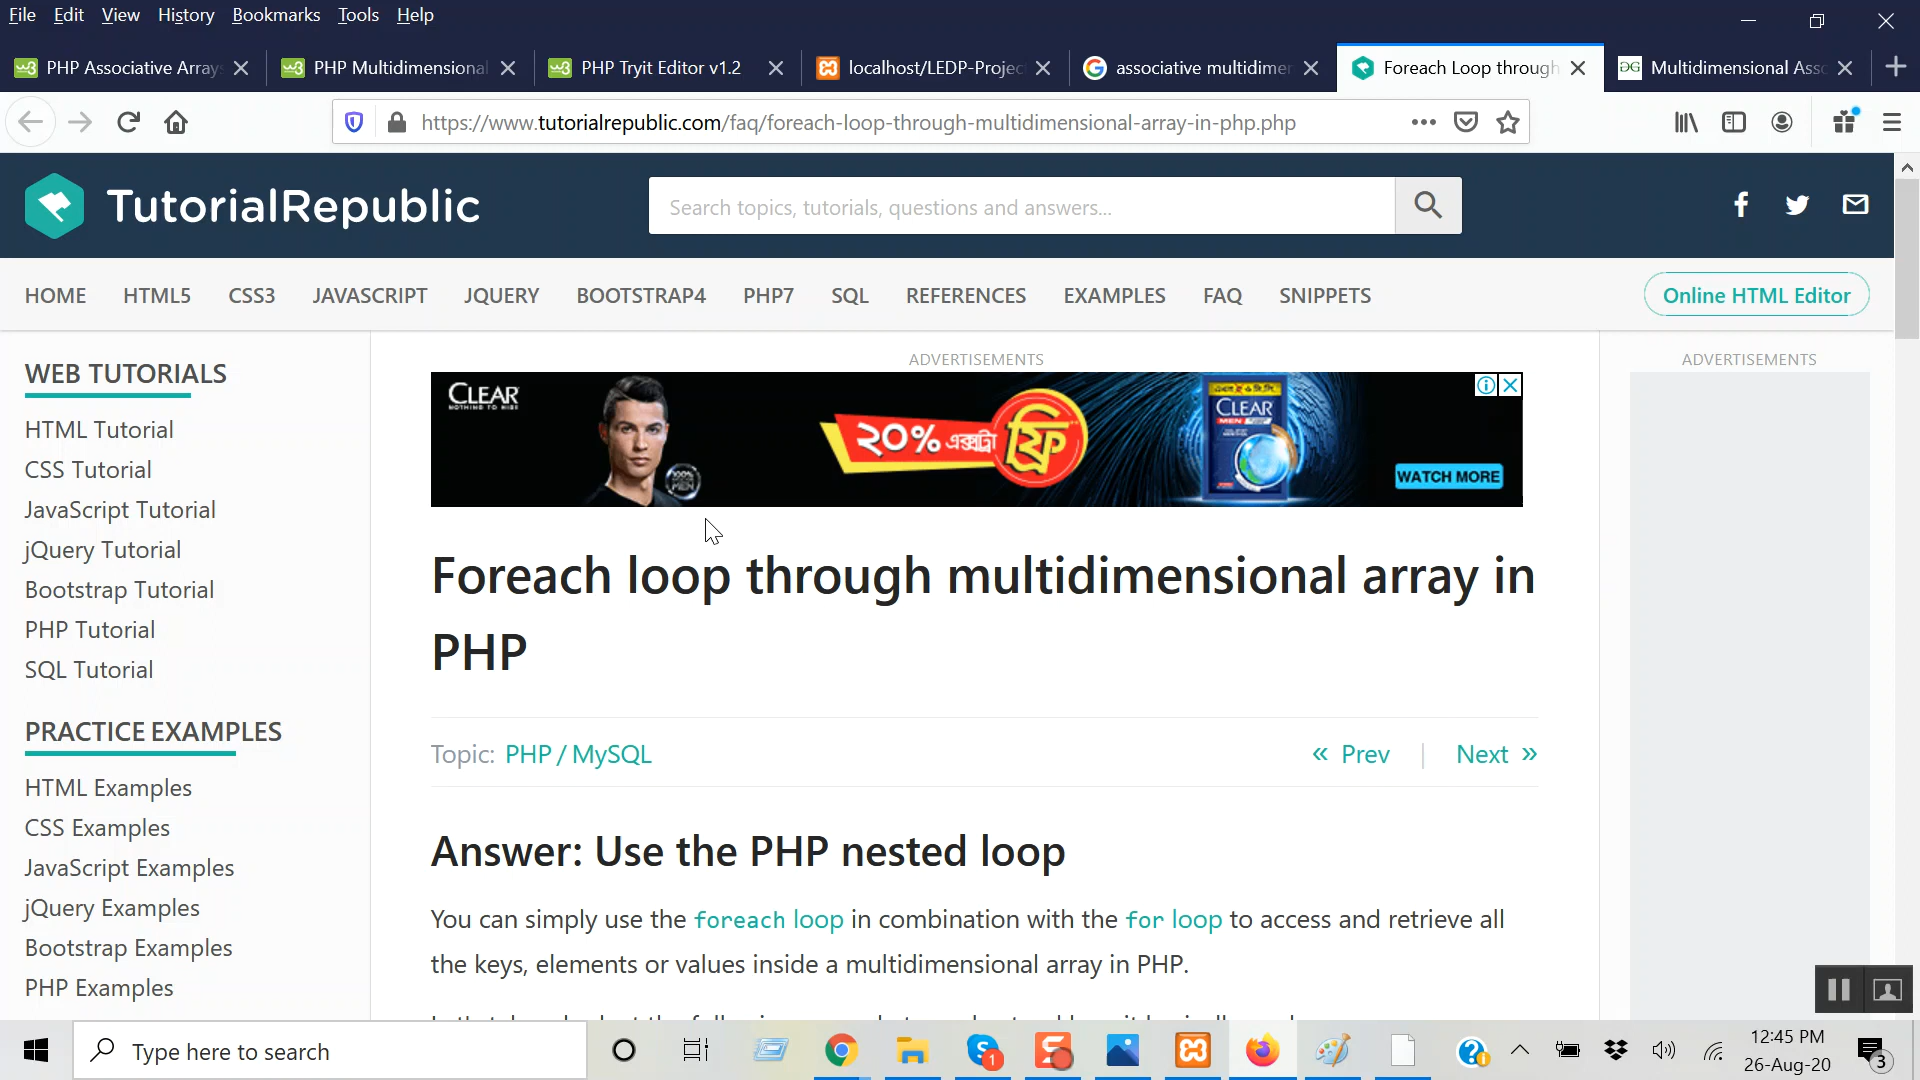 File Edit View History Bookmarks Tools Help
PHP Associative Array
PHP Multidimensional
PHP Tryit Editor v1.2
localhost/LEDP-Projec
associative multidimen
Foreach Loop through
Multidimensional Asso
https://www.tutorialrepublic.com/faq/foreach-loop-through-multidimensional-array-in-php.php
TutorialRepublic
Search topics, tutorials, questions and answers...
HOME HTML5 CSS3 JAVASCRIPT JQUERY BOOTSTRAP4 PHP7 SQL REFERENCES EXAMPLES FAQ SNIPPETS
Online HTML Editor
WEB TUTORIALS
HTML Tutorial
CSS Tutorial
JavaScript Tutorial
jQuery Tutorial
Bootstrap Tutorial
PHP Tutorial
SQL Tutorial
PRACTICE EXAMPLES
HTML Examples
CSS Examples
JavaScript Examples
jQuery Examples
Bootstrap Examples
PHP Examples
ADVERTISEMENTS
CLEAR
NOTHING TO HIDE
100%
MEN
২০% এক্সট্রা ফ্রি
CLEAR
MEN
WATCH MORE
Foreach loop through multidimensional array in
PHP
Topic: PHP / MySQL
« Prev | Next »
Answer: Use the PHP nested loop
You can simply use the foreach loop in combination with the for loop to access and retrieve all
the keys, elements or values inside a multidimensional array in PHP.
ADVERTISEMENTS
Type here to search
1
12:45 PM
26-Aug-20
3